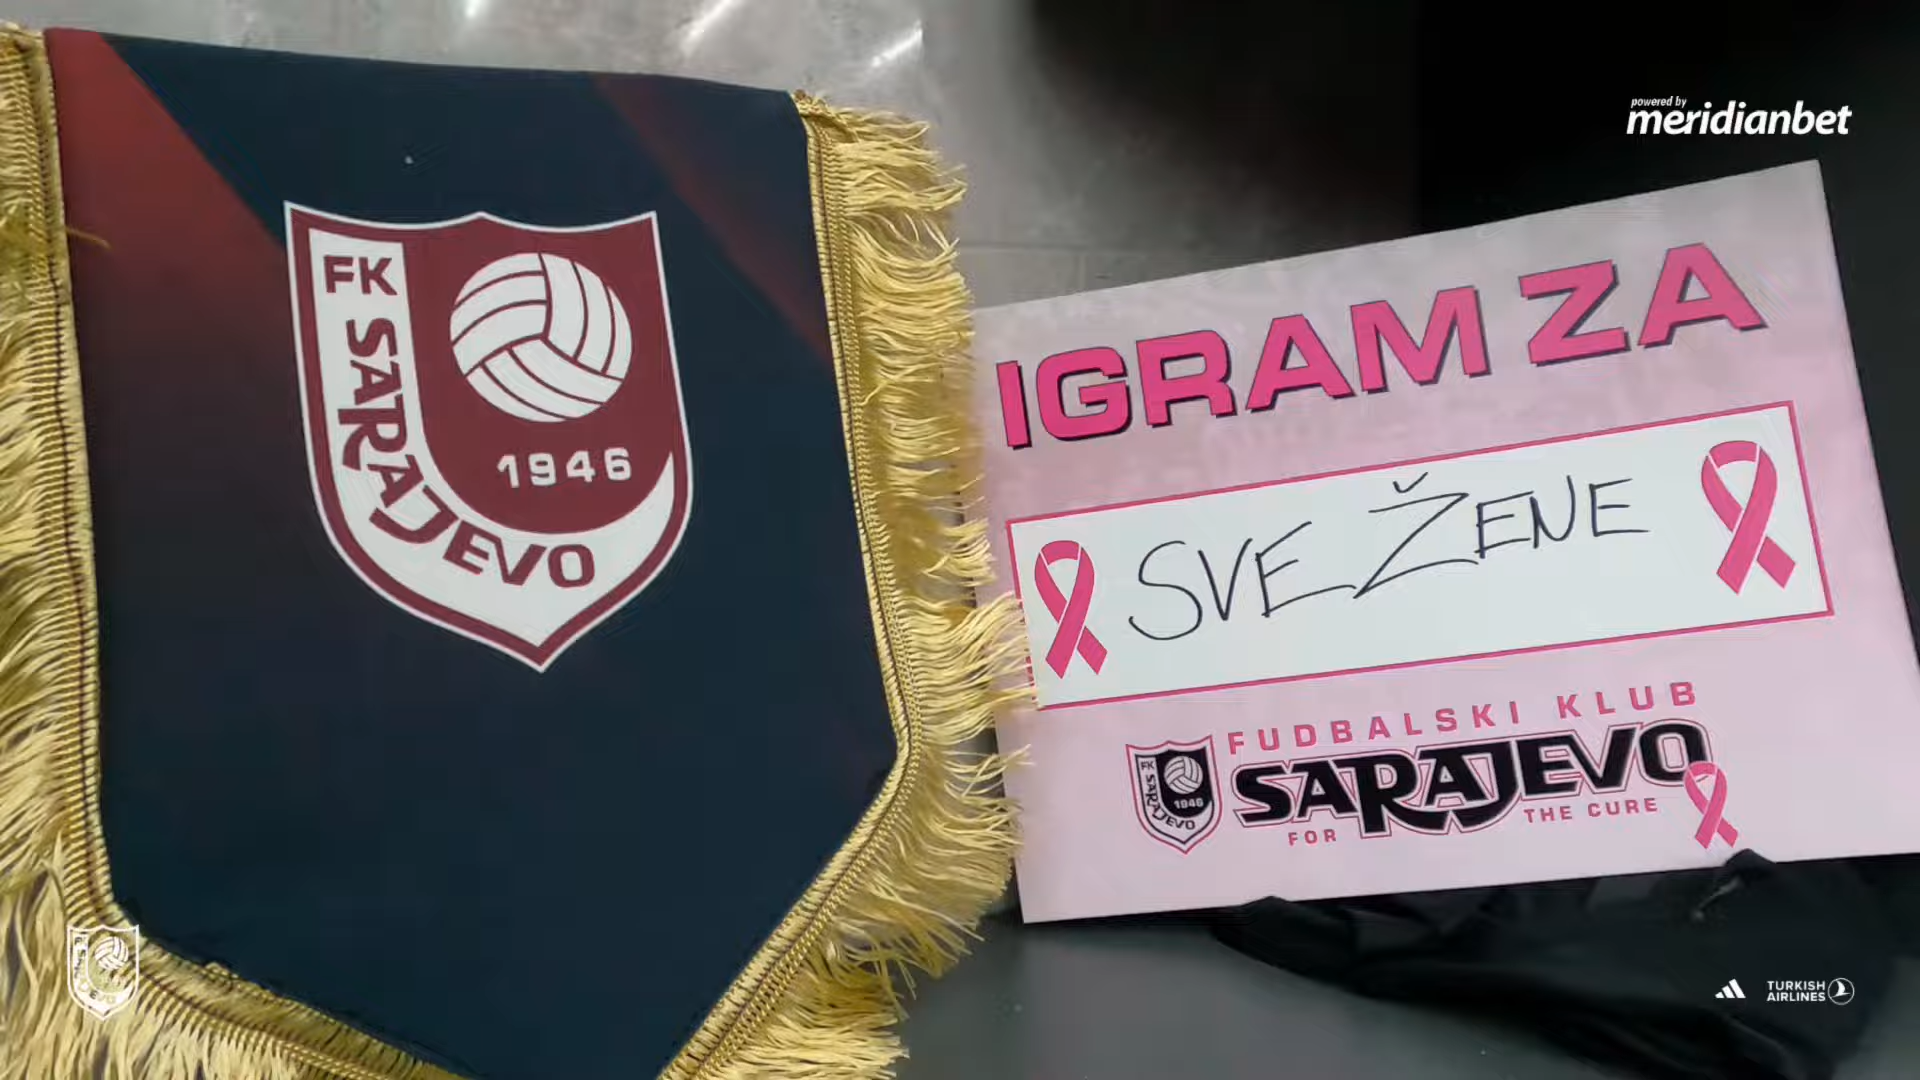 FK SARAJEVO
1946
powered by
meridianbet
IGRAM ZA
SVE ŽENE
FUDBALSKI KLUB
FK SARAJEVO
1946
SARAJEVO
FOR THE CURE
TURKISH
AIRLINES